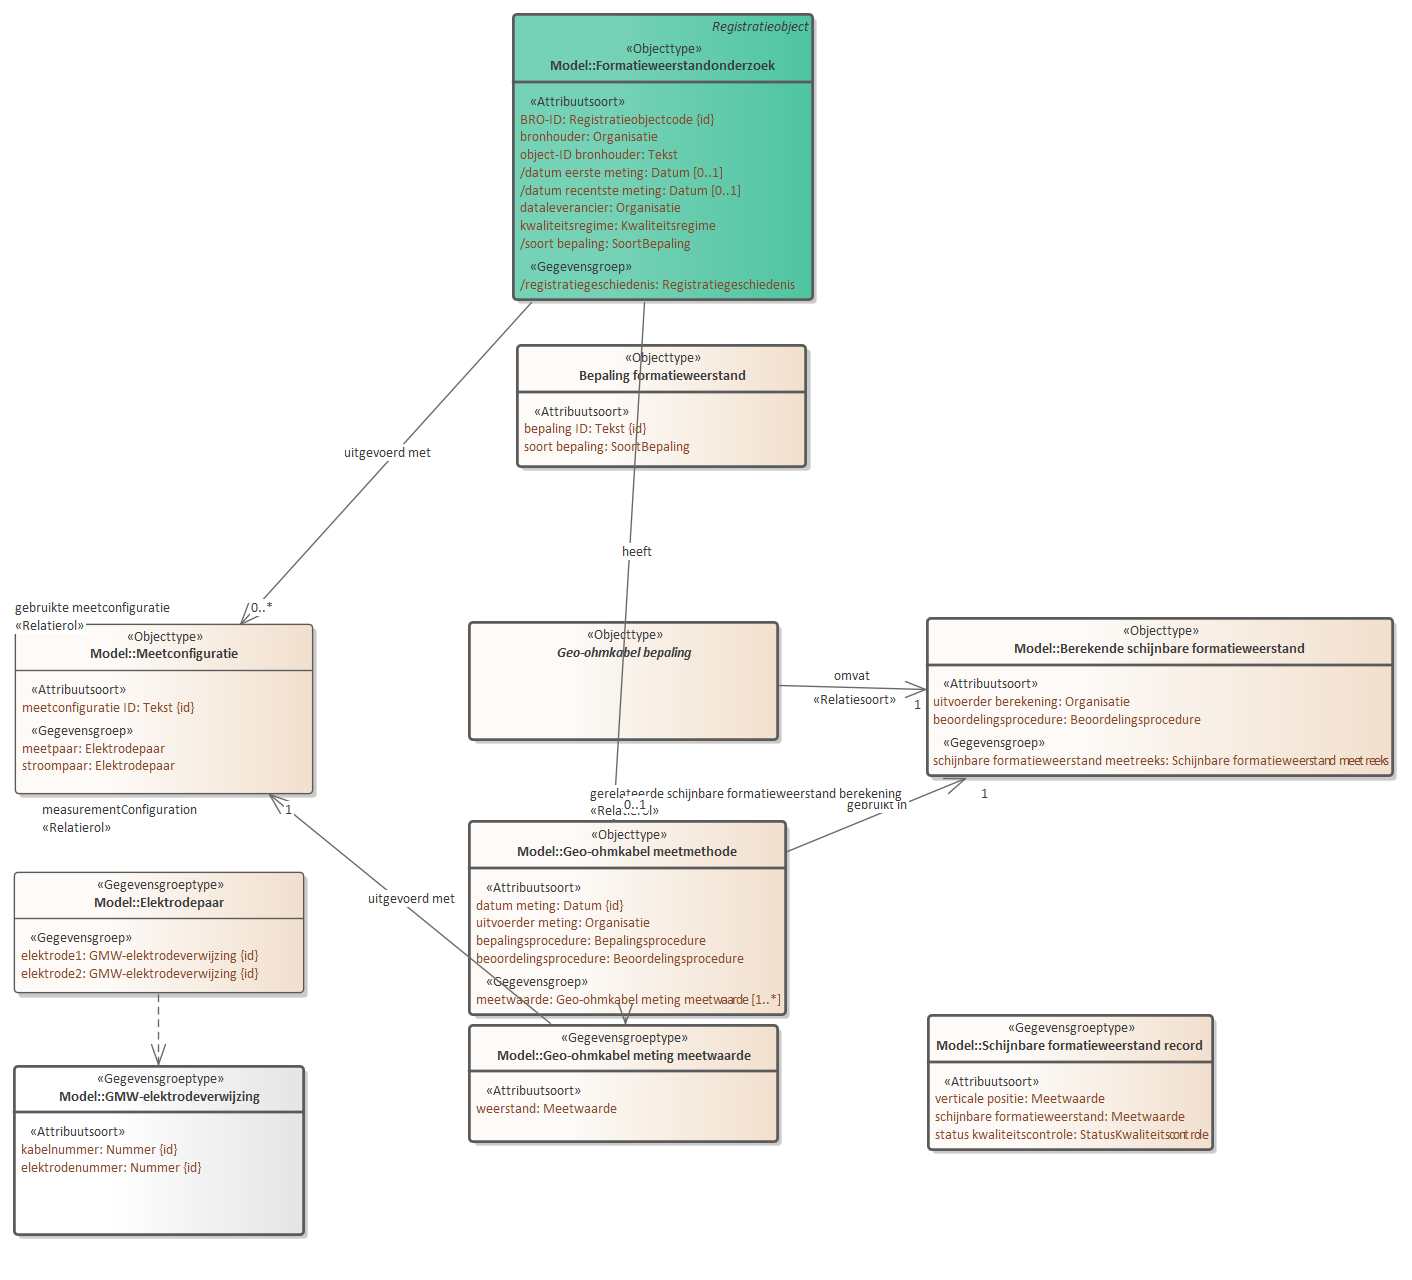 Registratieobject
«Objecttype»
Model::Formatieweerstandonderzoek
«Attribuutsoort»
BRO-ID: Registratieobjectcode {id}
bronhouder: Organisatie
object-ID bronhouder: Tekst
/datum eerste meting: Datum [0..1]
/datum recentste meting: Datum [0..1]
dataleverancier: Organisatie
kwaliteitsregime: Kwaliteitsregime
/soort bepaling: SoortBepaling
«Gegevensgroep»
/registratiegeschiedenis: Registratiegeschiedenis
«Objecttype»
Bepaling formatieweerstand
«Attribuutsoort»
bepaling ID: Tekst {id}
soort bepaling: SoortBepaling
uitgevoerd met
heeft
gebruikte meetconfiguratie
0..*
«Relatierol»
«Objecttype»
Model::Meetconfiguratie
«Attribuutsoort»
meetconfiguratie ID: Tekst {id}
«Gegevensgroep»
meetpaar: Elektrodepaar
stroompaar: Elektrodepaar
«Objecttype»
Geo-ohmkabel bepaling
omvat
«Relatiesoort»
1
«Objecttype»
Model::Berekende schijnbare formatieweerstand
«Attribuutsoort»
uitvoerder berekening: Organisatie
beoordelingsprocedure: Beoordelingsprocedure
«Gegevensgroep»
schijnbare formatieweerstand meetreeks: Schijnbare formatieweerstand meetreeks
measurementConfiguration
1
«Relatierol»
gerelateerde schijnbare formatieweerstand berekening
0..1
«Relatierol»
gebruikt in
1
«Objecttype»
Model::Geo-ohmkabel meetmethode
«Attribuutsoort»
datum meting: Datum {id}
uitvoerder meting: Organisatie
bepalingsprocedure: Bepalingsprocedure
beoordelingsprocedure: Beoordelingsprocedure
«Gegevensgroep»
meetwaarde: Geo-ohmkabel meting meetwaarde [1..*]
uitgevoerd met
«Gegevensgroeptype»
Model::Elektrodepaar
«Gegevensgroep»
elektrode1: GMW-elektrodeverwijzing {id}
elektrode2: GMW-elektrodeverwijzing {id}
«Gegevensgroeptype»
Model::Geo-ohmkabel meting meetwaarde
«Attribuutsoort»
weerstand: Meetwaarde
«Gegevensgroeptype»
Model::Schijnbare formatieweerstand record
«Attribuutsoort»
verticale positie: Meetwaarde
schijnbare formatieweerstand: Meetwaarde
status kwaliteitscontrole: StatusKwaliteitscontrole
«Gegevensgroeptype»
Model::GMW-elektrodeverwijzing
«Attribuutsoort»
kabelnummer: Nummer {id}
elektrodenummer: Nummer {id}